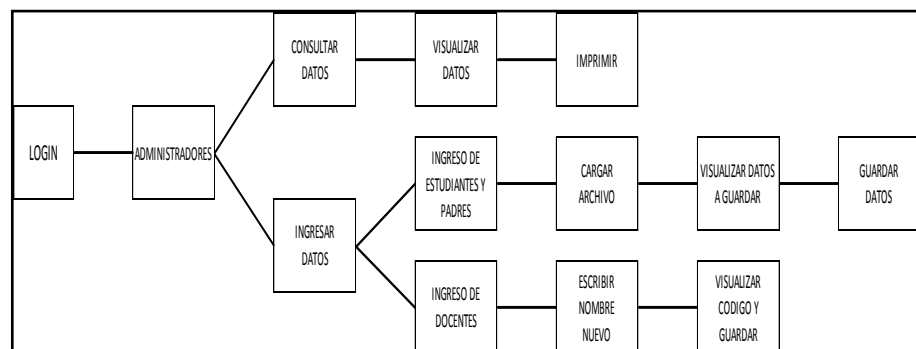 CONSULTAR
DATOS
VISUALIZAR
DATOS
IMPRIMIR
LOGIN
ADMINISTRADORES
INGRESO DE
ESTUDIANTES Y
PADRES
CARGAR
ARCHIVO
VISUALIZAR DATOS
A GUARDAR
GUARDAR
DATOS
INGRESAR
DATOS
INGRESO DE
DOCENTES
ESCRIBIR
NOMBRE
NUEVO
VISUALIZAR
CODIGO Y
GUARDAR